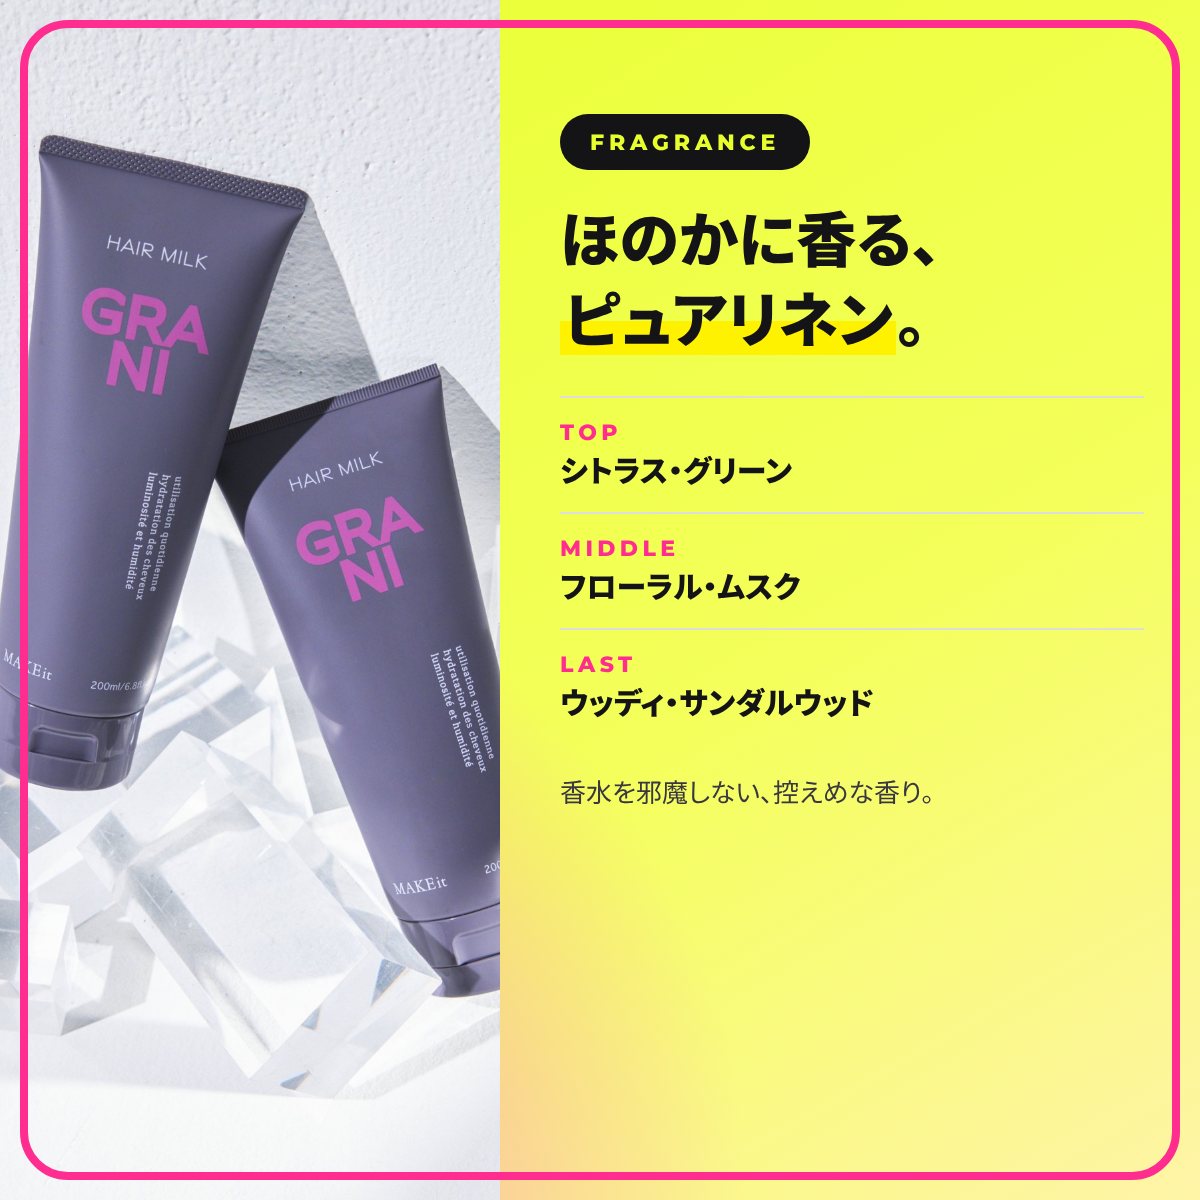 FRAGRANCE
ほのかに香る、
ピュアリネン。
TOP
シトラス・グリーン
MIDDLE
フローラル・ムスク
LAST
ウッディ・サンダルウッド
香水を邪魔しない、控えめな香り。
HAIR MILK
GRA
NI
utilisation quotidienne
hydratation des cheveux
luminosité et humidité
MAKEit
200ml/6.8fl
HAIR MILK
GRA
NI
utilisation quotidienne
hydratation des cheveux
luminosité et humidité
MAKEit